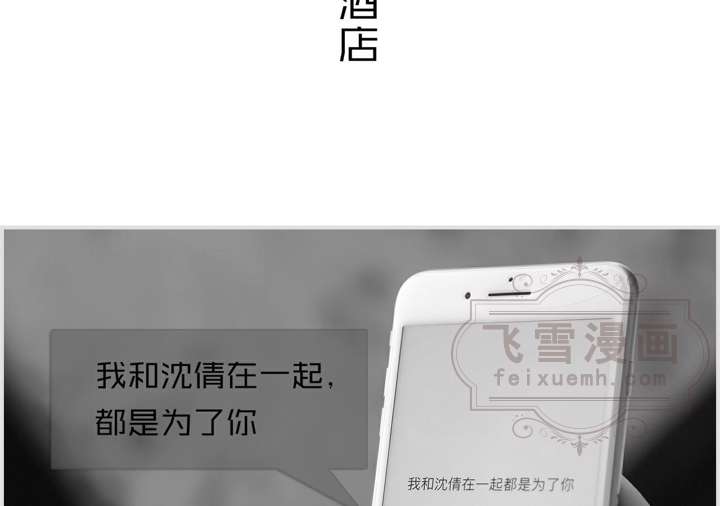 酒店
我和沈倩在一起，
都是为了你
飞雪漫画
feixuemh.com
我和沈倩在一起都是为了你